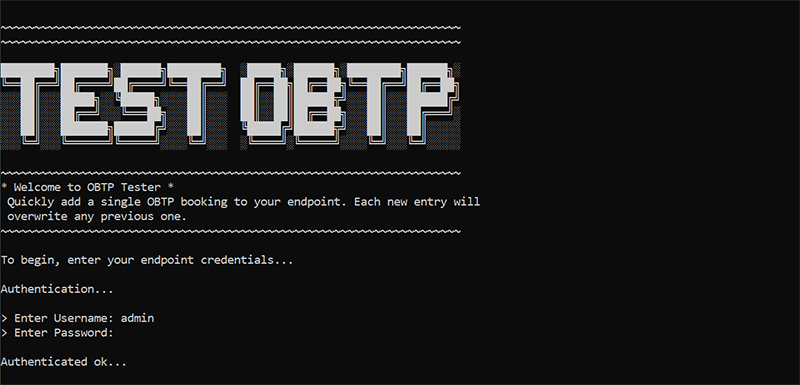 ~~~~~~~~~~~~~~~~~~~~~~~~~~~~~~~~~~~~~~~~~~~~~~~~~~~~~~~~~~~~~~~~~~~~~~~~~
~~~~~~~~~~~~~~~~~~~~~~~~~~~~~~~~~~~~~~~~~~~~~~~~~~~~~~~~~~~~~~~~~~~~~~~~~
TEST OBTP
~~~~~~~~~~~~~~~~~~~~~~~~~~~~~~~~~~~~~~~~~~~~~~~~~~~~~~~~~~~~~~~~~~~~~~~~~
* Welcome to OBTP Tester *
Quickly add a single OBTP booking to your endpoint. Each new entry will
overwrite any previous one.
~~~~~~~~~~~~~~~~~~~~~~~~~~~~~~~~~~~~~~~~~~~~~~~~~~~~~~~~~~~~~~~~~~~~~~~~~
To begin, enter your endpoint credentials...
Authentication...
> Enter Username: admin
> Enter Password:
Authenticated ok...